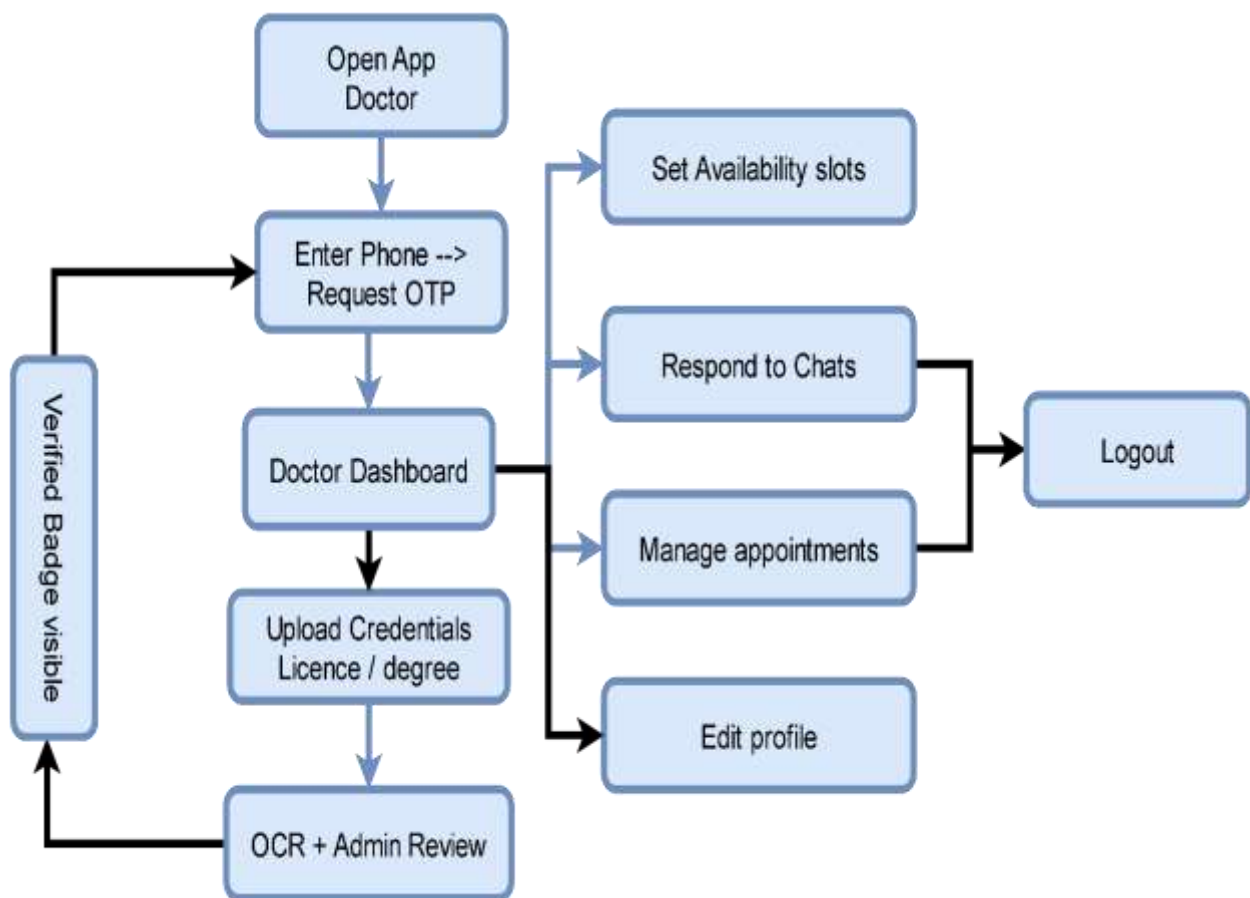 Open App
Doctor
Set Availability slots
Enter Phone -->
Request OTP
Respond to Chats
Verified Badge visible
Logout
Doctor Dashboard
Manage appointments
Upload Credentials
Licence / degree
Edit profile
OCR + Admin Review